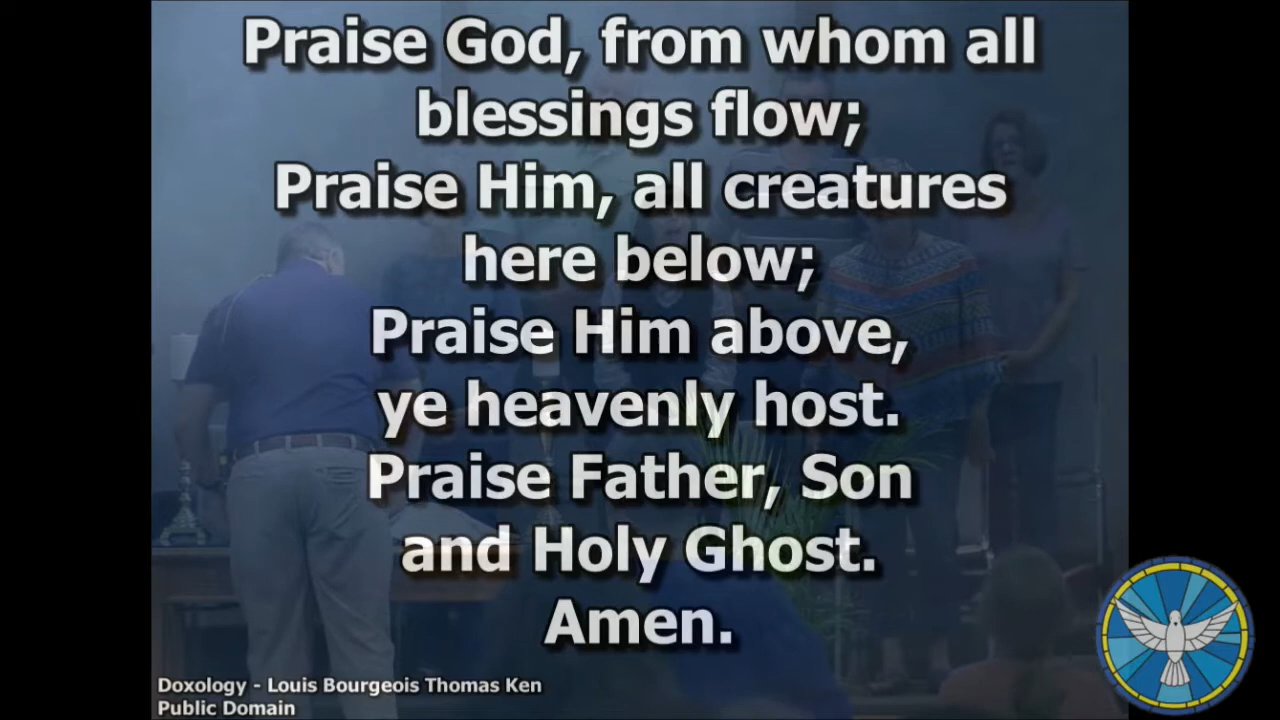 Praise God, from whom all
blessings flow;
Praise Him, all creatures
here below;
Praise Him above,
ye heavenly host.
Praise Father, Son
and Holy Ghost.
Amen.
Doxology - Louis Bourgeois Thomas Ken
Public Domain